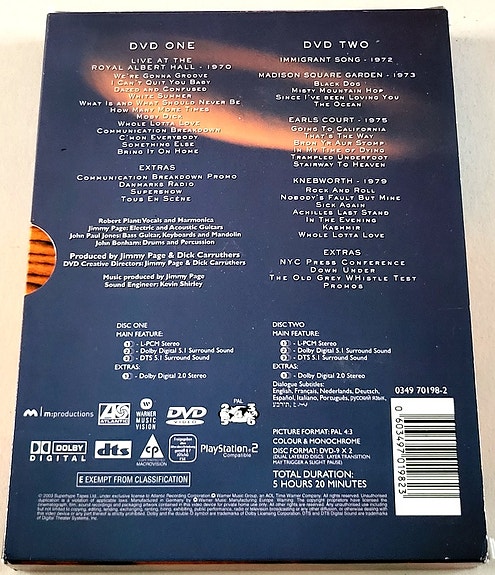 DVD ONE
LIVE AT THE
ROYAL ALBERT HALL - 1970
WE'RE GONNA GROOVE
I CAN'T QUIT YOU BABY
DAZED AND CONFUSED
WHITE SUMMER
WHAT IS AND WHAT SHOULD NEVER BE
HOW MANY MORE TIMES
MOBY DICK
WHOLE LOTTA LOVE
COMMUNICATION BREAKDOWN
C'MON EVERYBODY
SOMETHING ELSE
BRING IT ON HOME
EXTRAS
COMMUNICATION BREAKDOWN PROMO
DANMARKS RADIO
SUPERSHOW
TOUS EN SCÈNE
Robert Plant: Vocals and Harmonica
Jimmy Page: Electric and Acoustic Guitars
John Paul Jones: Bass Guitar, Keyboards and Mandolin
John Bonham: Drums and Percussion
Produced by Jimmy Page & Dick Carruthers
DVD Creative Directors: Jimmy Page & Dick Carruthers
Music produced by Jimmy Page
Sound Engineer: Kevin Shirley
DVD TWO
IMMIGRANT SONG - 1972
MADISON SQUARE GARDEN - 1973
BLACK DOG
MISTY MOUNTAIN HOP
SINCE I'VE BEEN LOVING YOU
THE OCEAN
EARLS COURT - 1975
GOING TO CALIFORNIA
THAT'S THE WAY
BRON YR AUR STOMP
IN MY TIME OF DYING
TRAMPLED UNDERFOOT
STAIRWAY TO HEAVEN
KNEBWORTH - 1979
ROCK AND ROLL
NOBODY'S FAULT BUT MINE
SICK AGAIN
ACHILLES LAST STAND
IN THE EVENING
KASHMIR
WHOLE LOTTA LOVE
EXTRAS
NYC PRESS CONFERENCE
DOWN UNDER
THE OLD GREY WHISTLE TEST
PROMOS
DISC ONE
MAIN FEATURE:
- L-PCM Stereo
- Dolby Digital 5.1 Surround Sound
- DTS 5.1 Surround Sound
EXTRAS:
- Dolby Digital 2.0 Stereo
DISC TWO
MAIN FEATURE:
- L-PCM Stereo
- Dolby Digital 5.1 Surround Sound
- DTS 5.1 Surround Sound
EXTRAS:
- Dolby Digital 2.0 Stereo
Dialogue Subtitles:
English, Français, Nederlands, Deutsch,
Español, Italiano, Português, русский язык,
0349 70198-2
m:productions
ATLANTIC
WARNER
MUSIC
VISION
DVD
VIDEO
PAL
DOLBY
DIGITAL
dts
MACROVISION
PlayStation 2
Compatible
PICTURE FORMAT: PAL 4:3
COLOUR & MONOCHROME
DISC FORMAT: DVD-9 X 2
(DUAL LAYERED DISCS: LAYER TRANSITION
MAY TRIGGER A SLIGHT PAUSE)
TOTAL DURATION:
5 HOURS 20 MINUTES
E EXEMPT FROM CLASSIFICATION
0 603497 019823